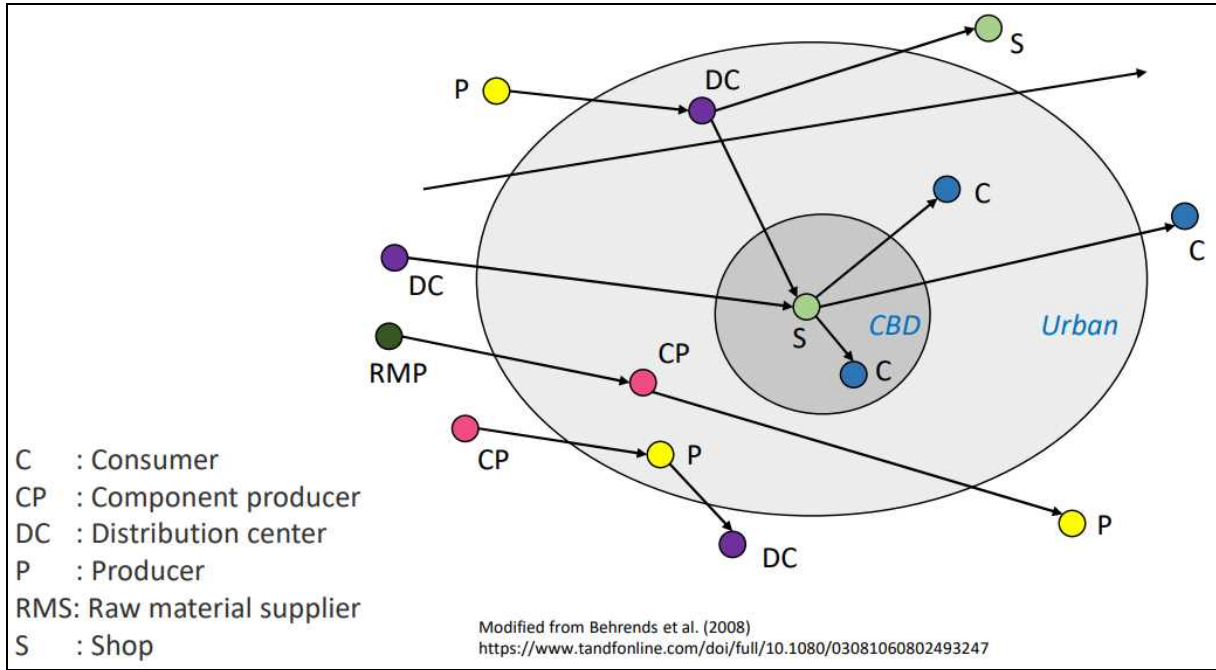 S
DC
P
C
C
DC
S
CBD
Urban
RMP
CP
C
CP
P
P
DC
C : Consumer
CP : Component producer
DC : Distribution center
P : Producer
RMS: Raw material supplier
S : Shop
Modified from Behrends et al. (2008)
https://www.tandfonline.com/doi/full/10.1080/03081060802493247